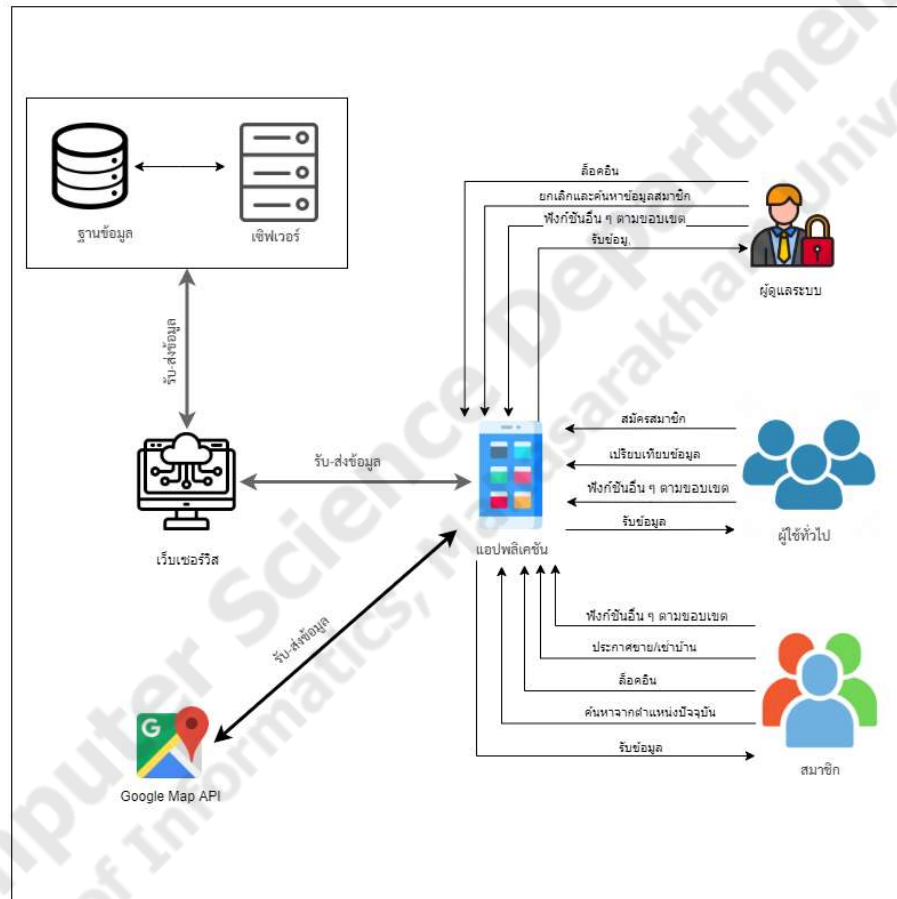 ฐานข้อมูล
เซิฟเวอร์
รับ-ส่งข้อมูล
เว็บเซอร์วิส
รับ-ส่งข้อมูล
แอปพลิเคชัน
รับ-ส่งข้อมูล
Google Map API
ล็อคอิน
ยกเลิกและค้นหาข้อมูลสมาชิก
ฟังก์ชันอื่น ๆ ตามขอบเขต
รับข้อมู
ผู้ดูแลระบบ
สมัครสมาชิก
เปรียบเทียบข้อมูล
ฟังก์ชันอื่น ๆ ตามขอบเขต
รับข้อมูล
ผู้ใช้ทั่วไป
ฟังก์ชันอื่น ๆ ตามขอบเขต
ประกาศขาย/เช่าบ้าน
ล็อคอิน
ค้นหาจากตำแหน่งปัจจุบัน
รับข้อมูล
สมาชิก
Computer Science Department
of Informatics, Mahasarakham Unive